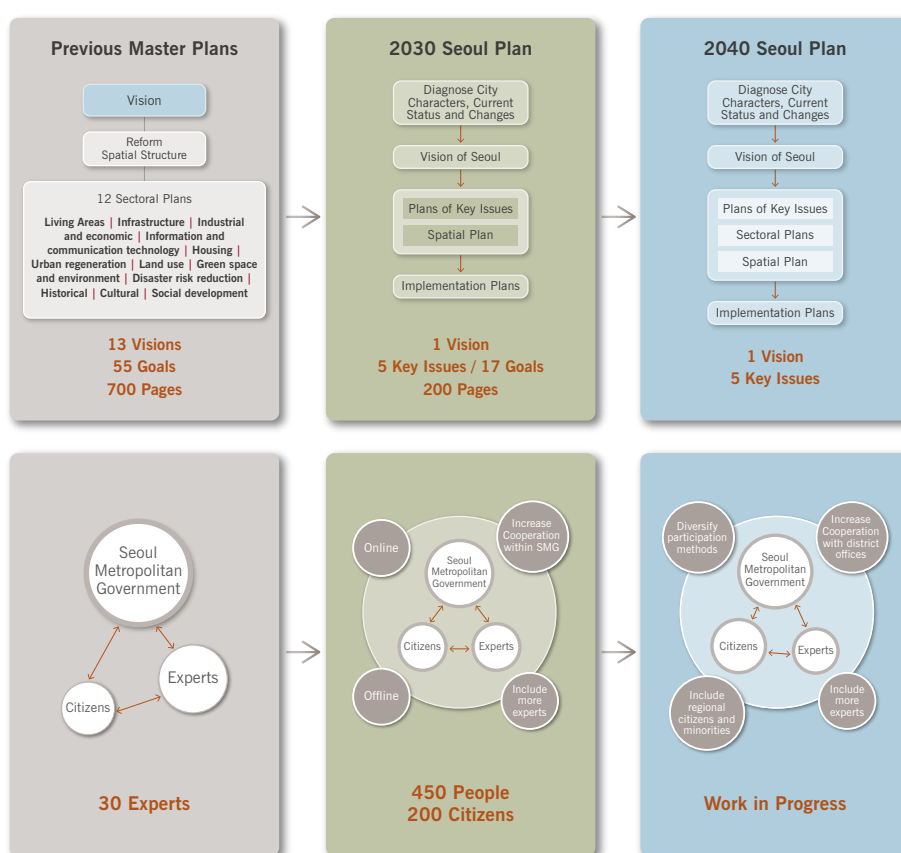 Previous Master Plans
Vision
Reform
Spatial Structure
12 Sectoral Plans
Living Areas | Infrastructure | Industrial
and economic | Information and
communication technology | Housing |
Urban regeneration | Land use | Green space
and environment | Disaster risk reduction |
Historical | Cultural | Social development
13 Visions
55 Goals
700 Pages
2030 Seoul Plan
Diagnose City
Characters, Current
Status and Changes
Vision of Seoul
Plans of Key Issues
Spatial Plan
Implementation Plans
1 Vision
5 Key Issues / 17 Goals
200 Pages
2040 Seoul Plan
Diagnose City
Characters, Current
Status and Changes
Vision of Seoul
Plans of Key Issues
Sectoral Plans
Spatial Plan
Implementation Plans
1 Vision
5 Key Issues
Seoul
Metropolitan
Government
Citizens
Experts
30 Experts
Online
Increase
Cooperation
within SMG
Seoul
Metropolitan
Government
Citizens
Experts
Offline
Include
more
experts
450 People
200 Citizens
Diversify
participation
methods
Increase
Cooperation
with district
offices
Seoul
Metropolitan
Government
Citizens
Experts
Include
regional
citizens and
minorities
Include
more
experts
Work in Progress